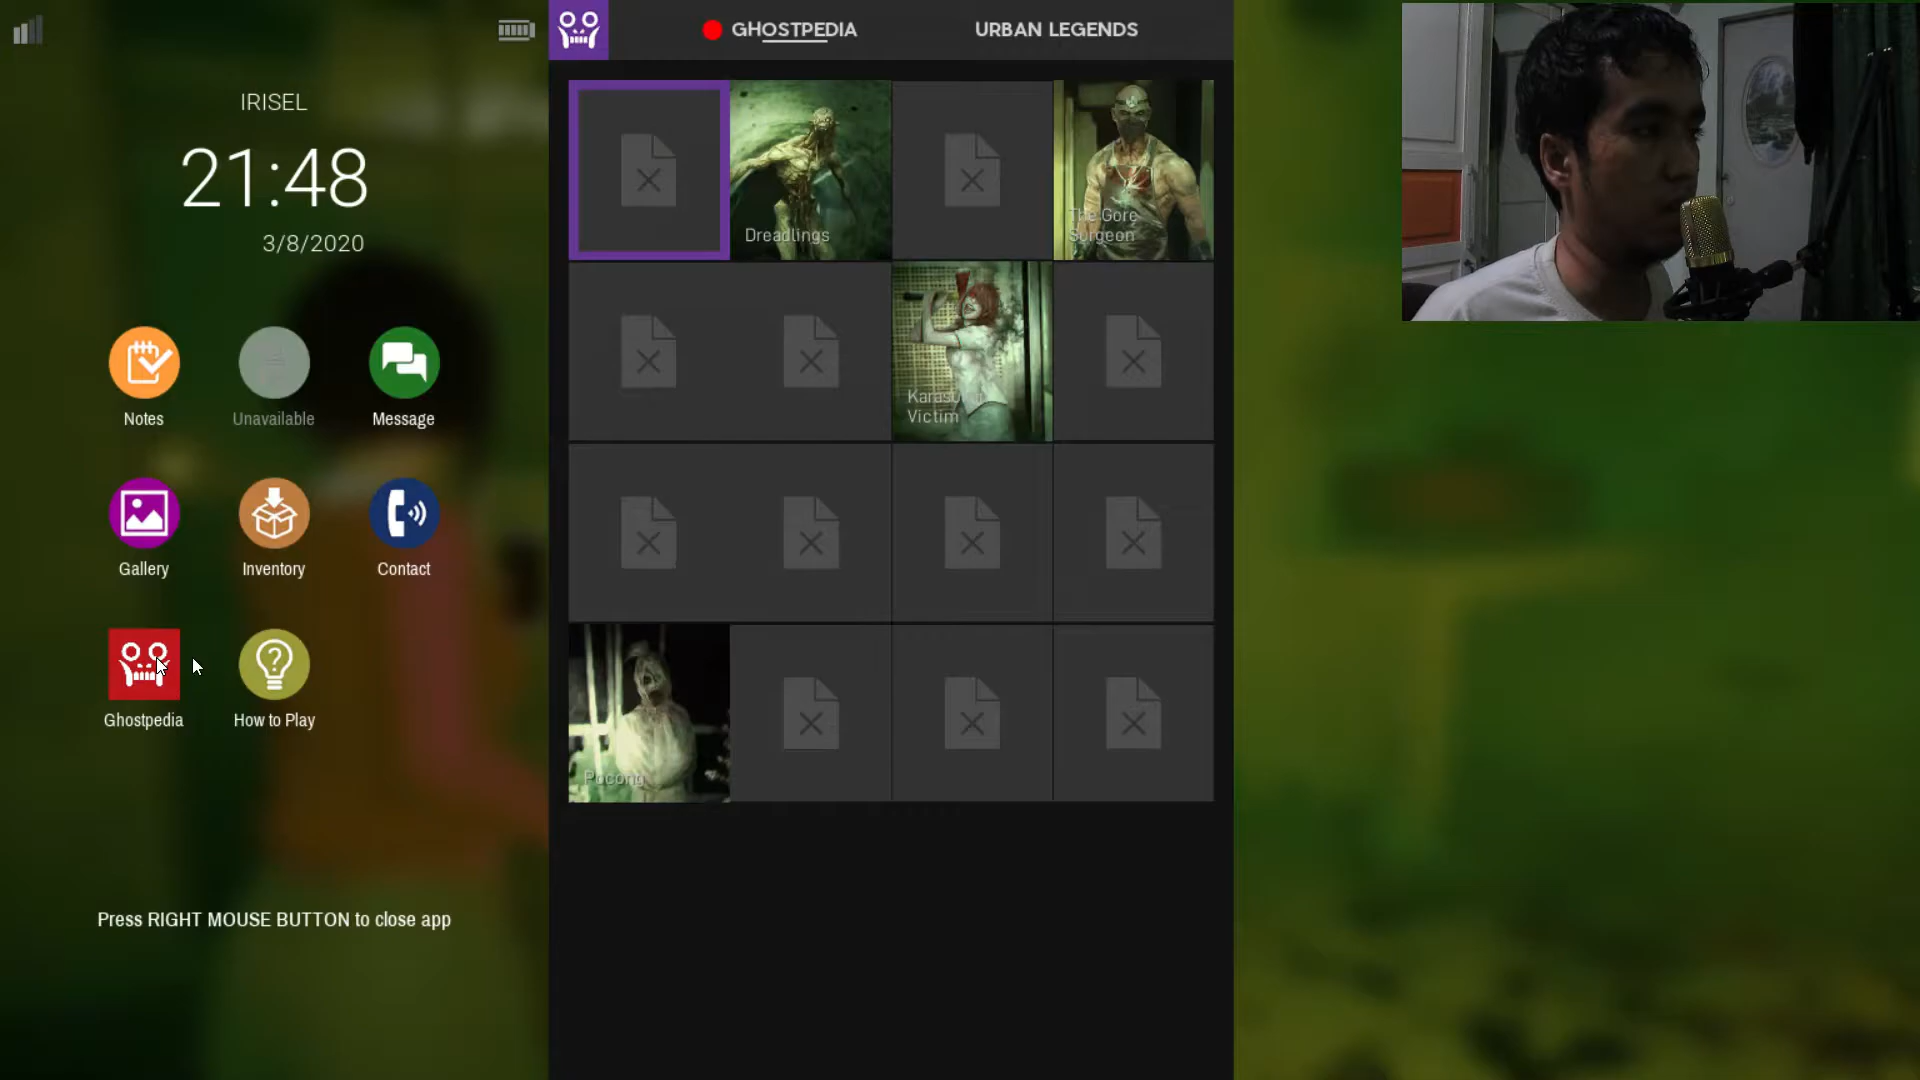 IRISEL
21:48
3/8/2020
Notes
Unavailable
Message
Gallery
Inventory
Contact
Ghostpedia
How to Play
Press RIGHT MOUSE BUTTON to close app
GHOSTPEDIA
URBAN LEGENDS
Dreadlings
The Gore
Surgeon
Victim
Pocong